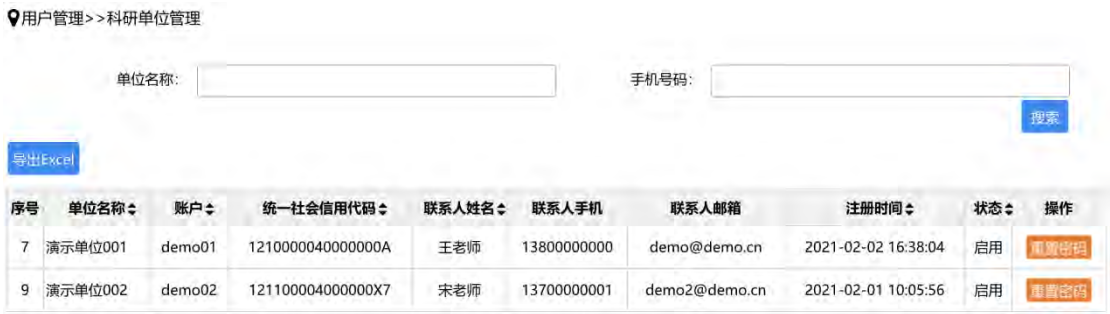 用户管理>>科研单位管理
单位名称: 手机号码:
搜索
导出Excel
序号 单位名称 账户 统一社会信用代码 联系人姓名 联系人手机 联系人邮箱 注册时间 状态 操作
7 演示单位001 demo01 1210000040000000A 王老师 13800000000 demo@demo.cn 2021-02-02 16:38:04 启用 重置密码
9 演示单位002 demo02 121100004000000X7 宋老师 13700000001 demo2@demo.cn 2021-02-01 10:05:56 启用 重置密码